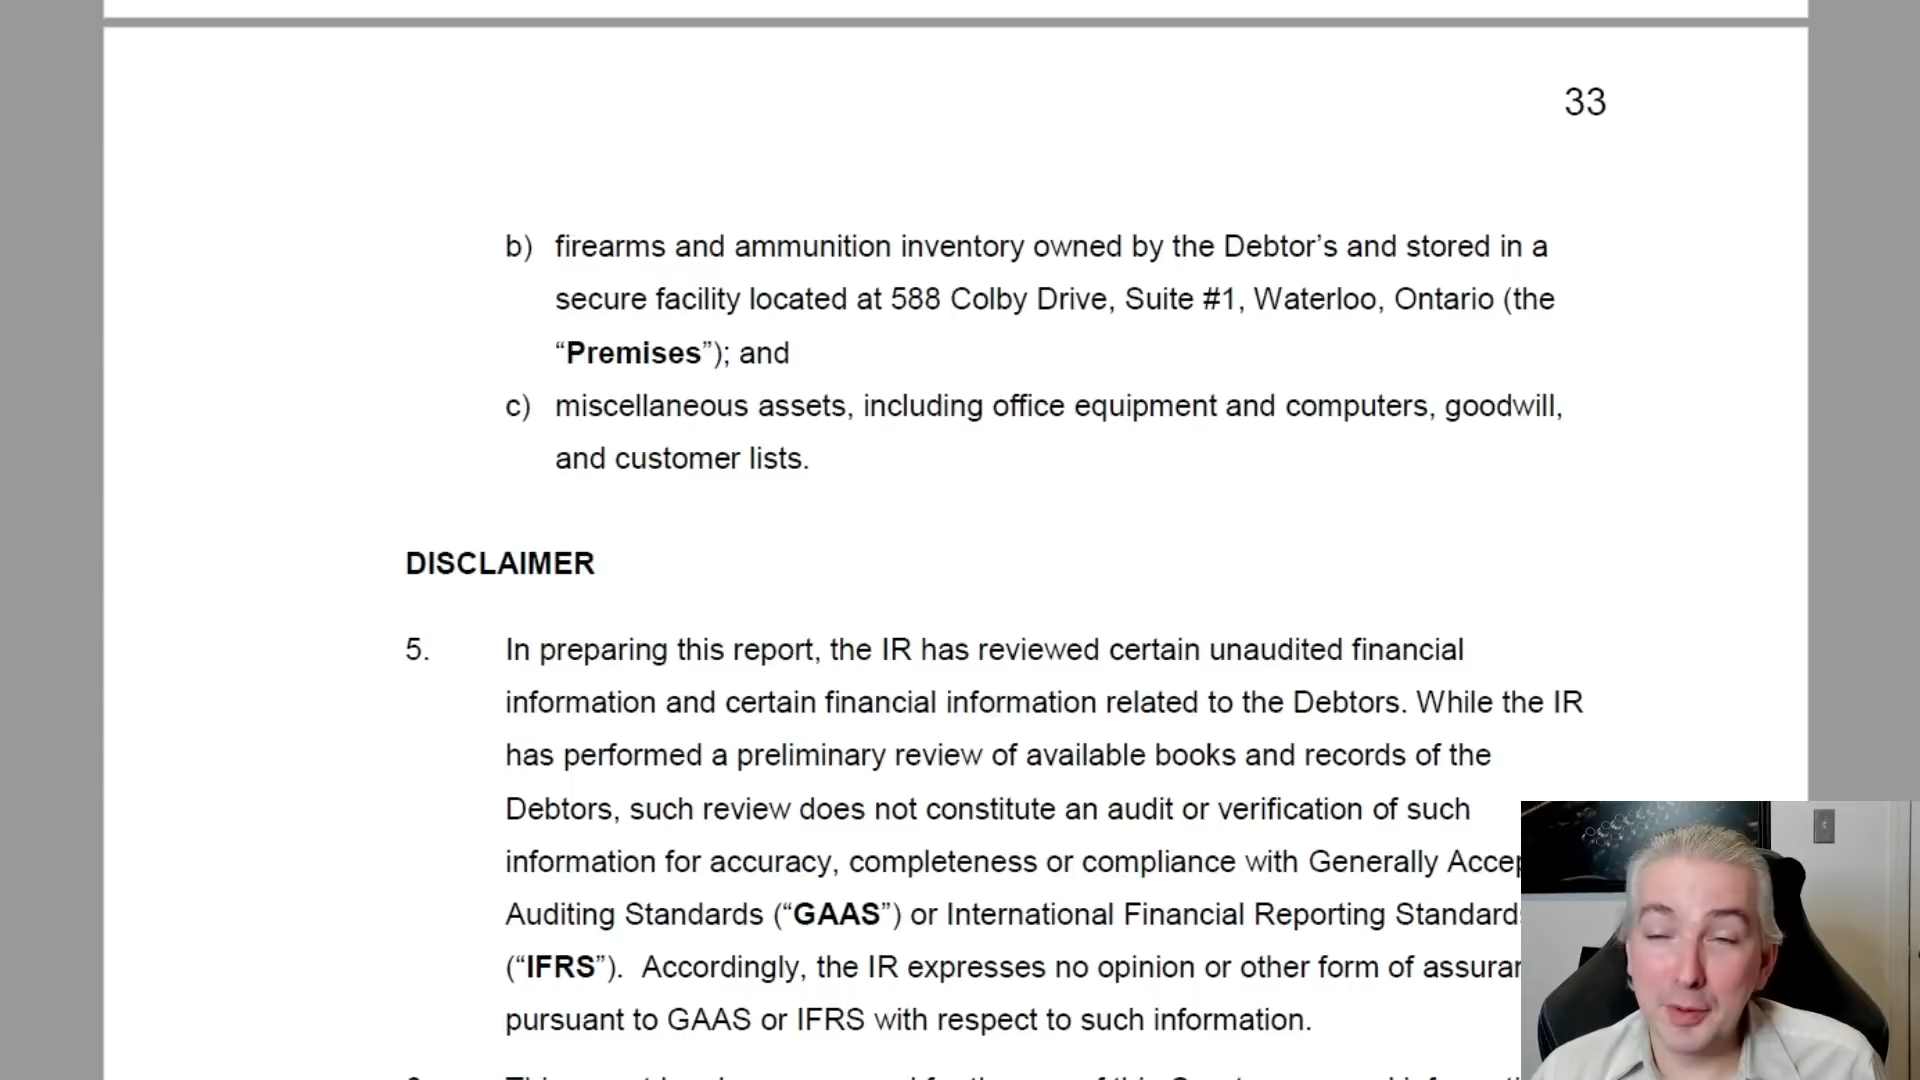 33
b) firearms and ammunition inventory owned by the Debtor’s and stored in a
secure facility located at 588 Colby Drive, Suite #1, Waterloo, Ontario (the
“Premises”); and
c) miscellaneous assets, including office equipment and computers, goodwill,
and customer lists.
DISCLAIMER
5. In preparing this report, the IR has reviewed certain unaudited financial
information and certain financial information related to the Debtors. While the IR
has performed a preliminary review of available books and records of the
Debtors, such review does not constitute an audit or verification of such
information for accuracy, completeness or compliance with Generally
Auditing Standards (“GAAS”) or International Financial Reporting
(“IFRS”). Accordingly, the IR expresses no opinion or other form of
pursuant to GAAS or IFRS with respect to such information.